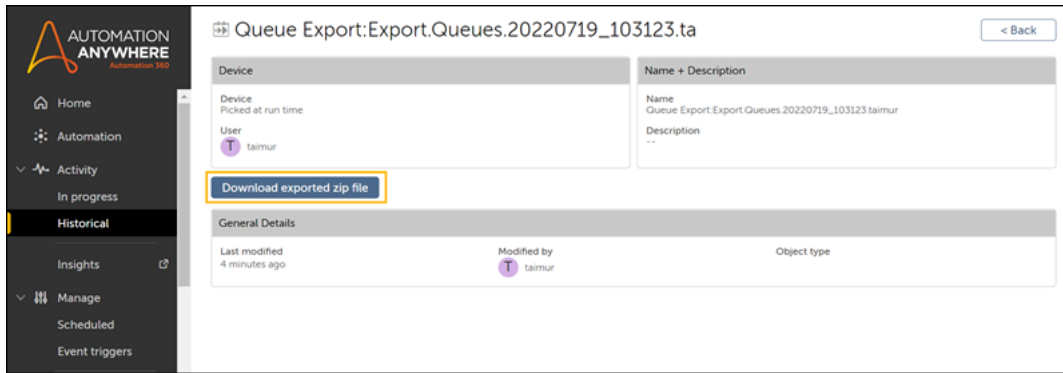 AUTOMATION
ANYWHERE
Automation 360
Home
Automation
Activity
In progress
Historical
Insights
Manage
Scheduled
Event triggers
Queue Export:Export.Queues.20220719_103123.ta
< Back
Device
Device
Picked at run time
User
T taimur
Name + Description
Name
Queue Export:Export.Queues.20220719_103123.taimur
Description
--
Download exported zip file
General Details
Last modified
4 minutes ago
Modified by
T taimur
Object type